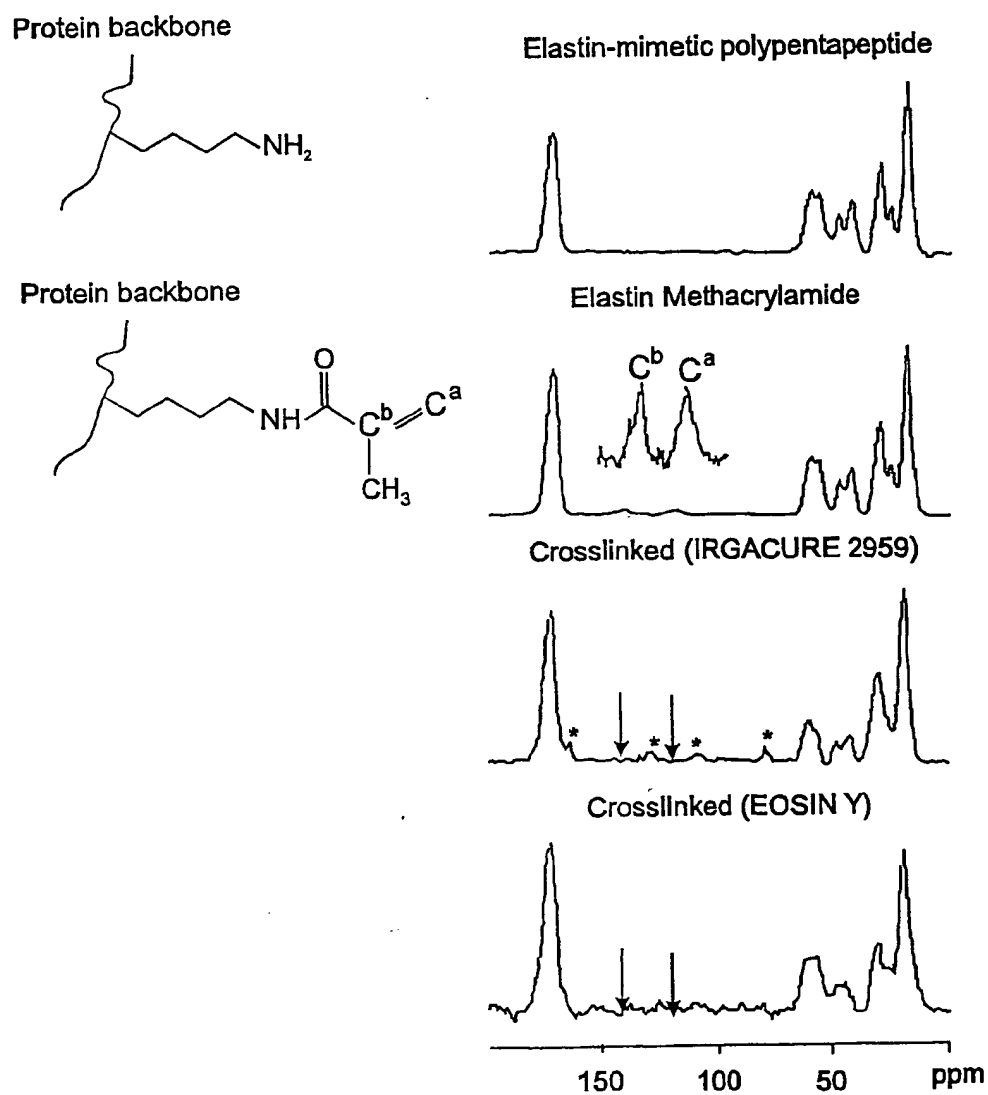 Protein backbone
NH₂
Elastin-mimetic polypentapeptide
Protein backbone
O
NH
Cᵇ
Cᵃ
CH₃
Elastin Methacrylamide
Cᵇ Cᵃ
Crosslinked (IRGACURE 2959)
* * * *
Crosslinked (EOSIN Y)
150 100 50 ppm